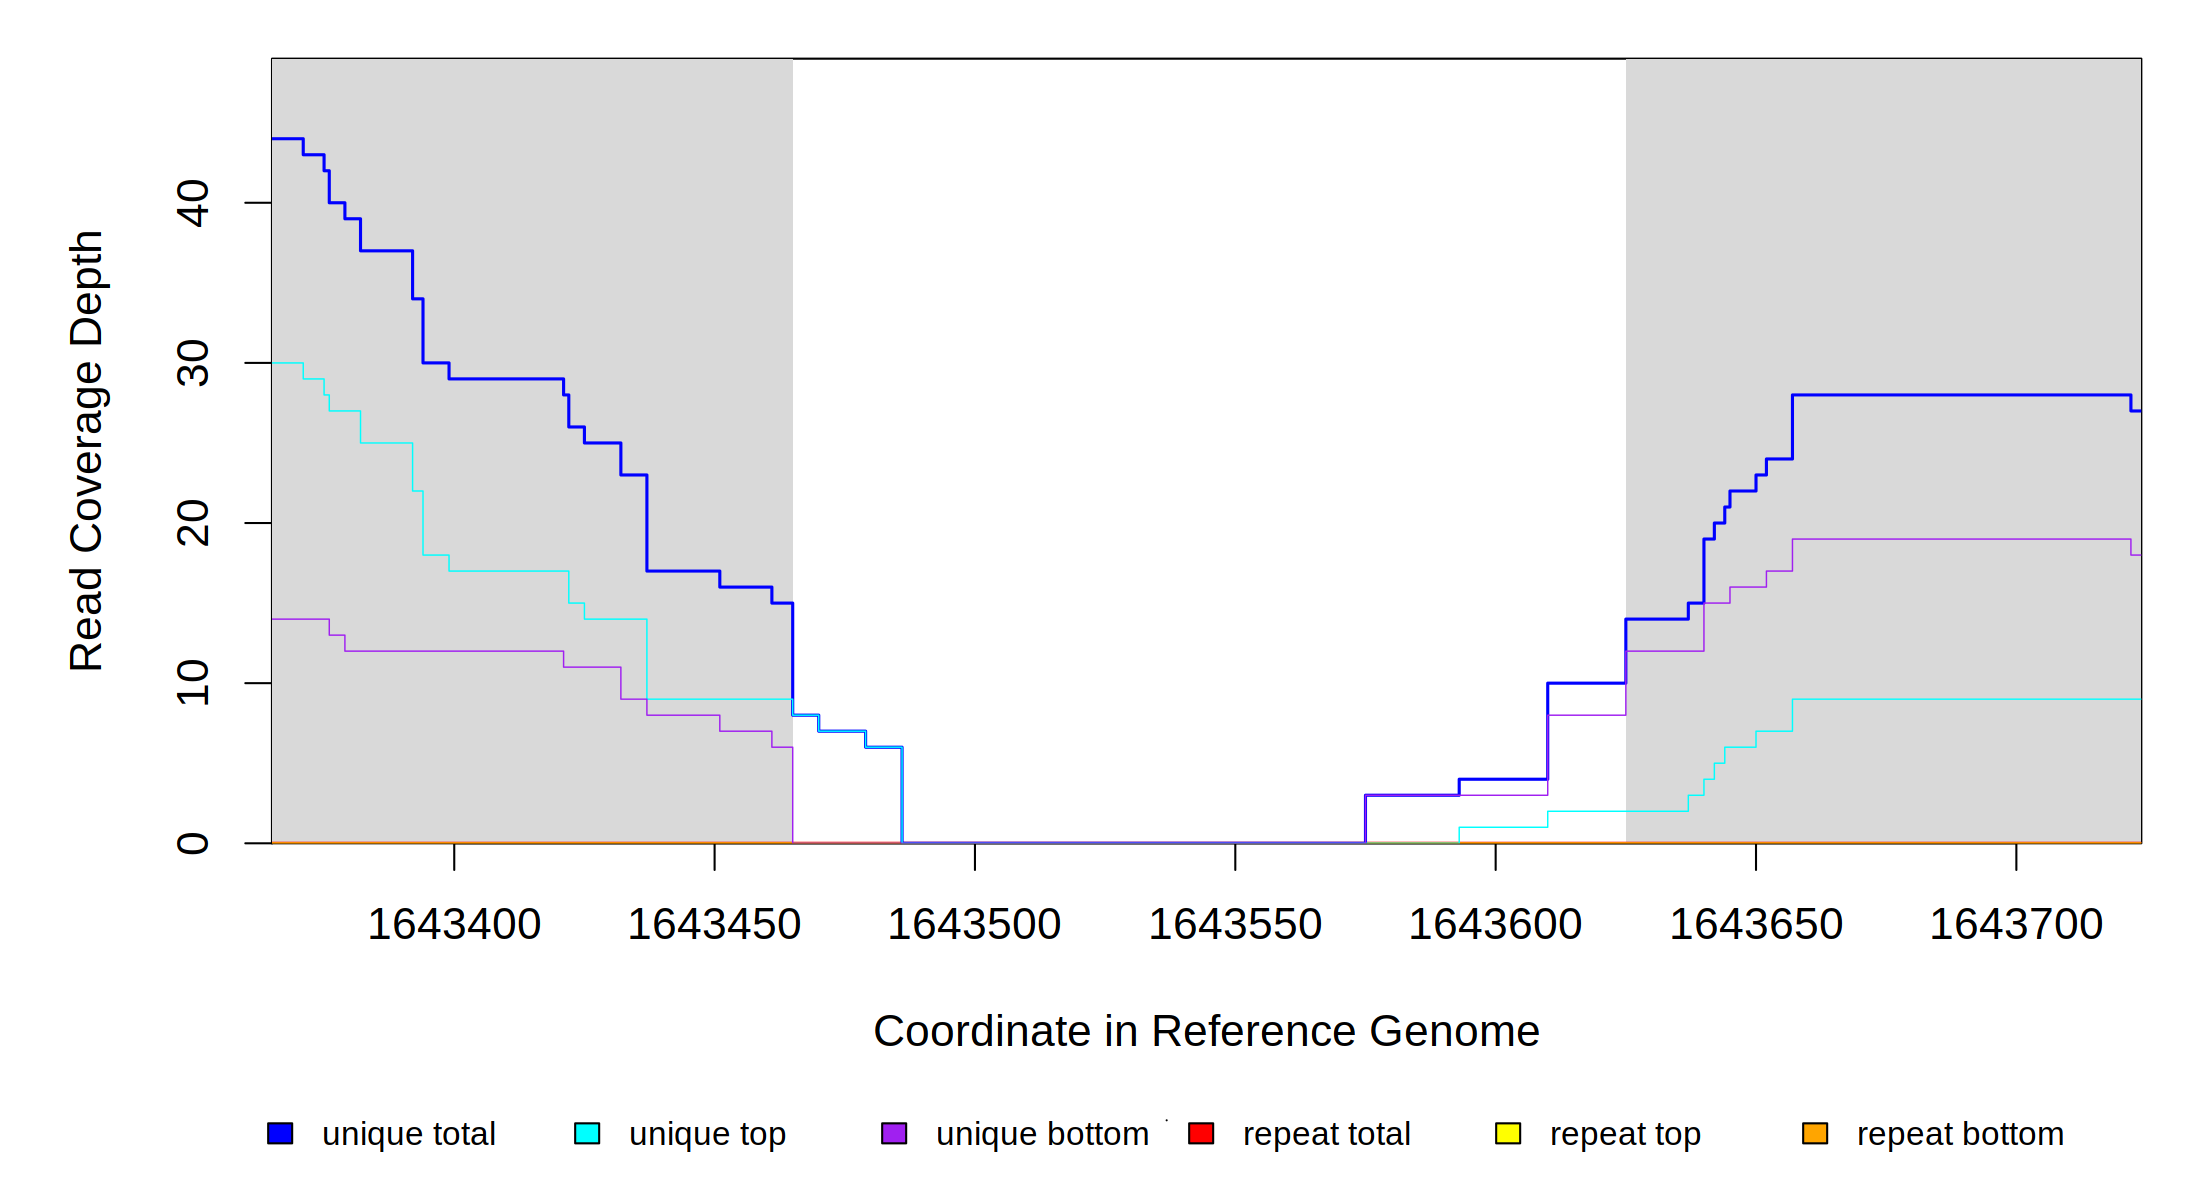 Read Coverage Depth
40
30
20
10
0
1643400 1643450 1643500 1643550 1643600 1643650 1643700
Coordinate in Reference Genome
unique total unique top unique bottom repeat total repeat top repeat bottom